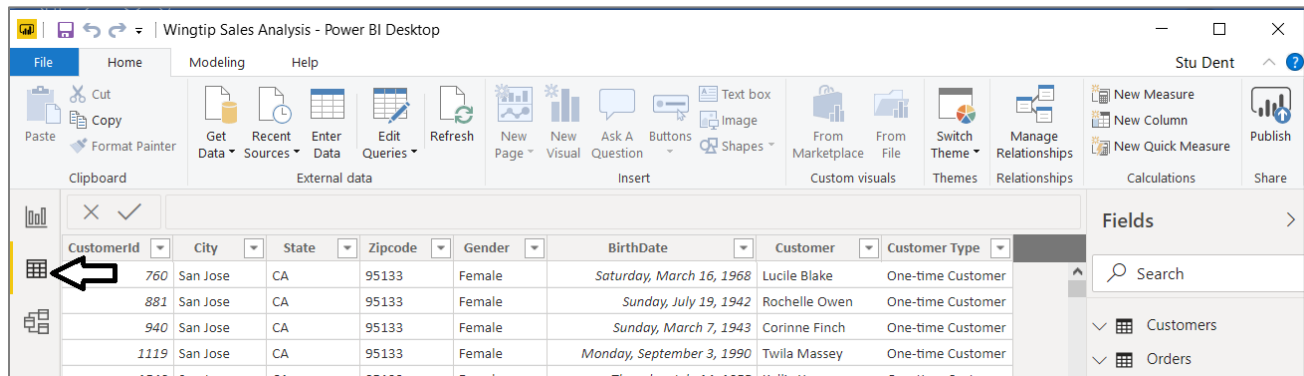 Wingtip Sales Analysis - Power BI Desktop
File Home Modeling Help Stu Dent ?
Paste
Cut
Copy
Format Painter
Clipboard
Get Data
Recent Sources
Enter Data
Edit Queries
Refresh
External data
New Page
New Visual
Ask A Question
Buttons
Text box
Image
Shapes
Insert
From Marketplace
From File
Custom visuals
Switch Theme
Themes
Manage Relationships
Relationships
New Measure
New Column
New Quick Measure
Calculations
Publish
Share
CustomerId City State Zipcode Gender BirthDate Customer Customer Type
760 San Jose CA 95133 Female Saturday, March 16, 1968 Lucile Blake One-time Customer
881 San Jose CA 95133 Female Sunday, July 19, 1942 Rochelle Owen One-time Customer
940 San Jose CA 95133 Female Sunday, March 7, 1943 Corinne Finch One-time Customer
1119 San Jose CA 95133 Female Monday, September 3, 1990 Twila Massey One-time Customer
Fields
Search
Customers
Orders